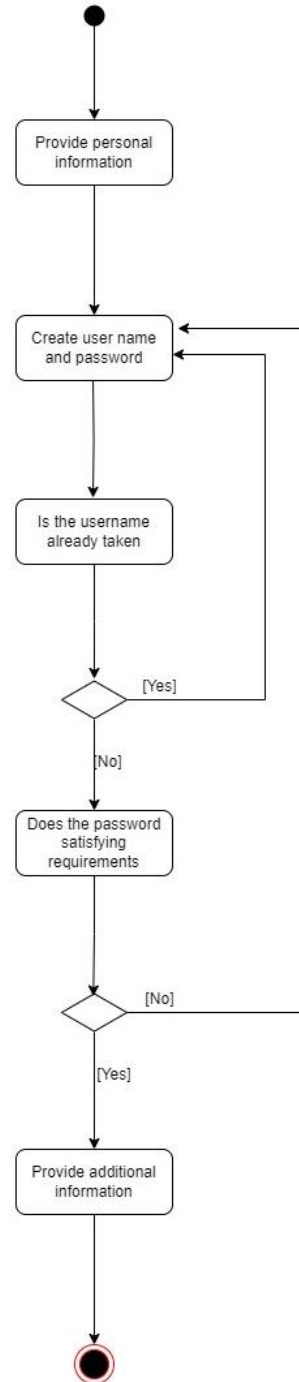 Provide personal
information
Create user name
and password
Is the username
already taken
[Yes]
[No]
Does the password
satisfying
requirements
[No]
[Yes]
Provide additional
information